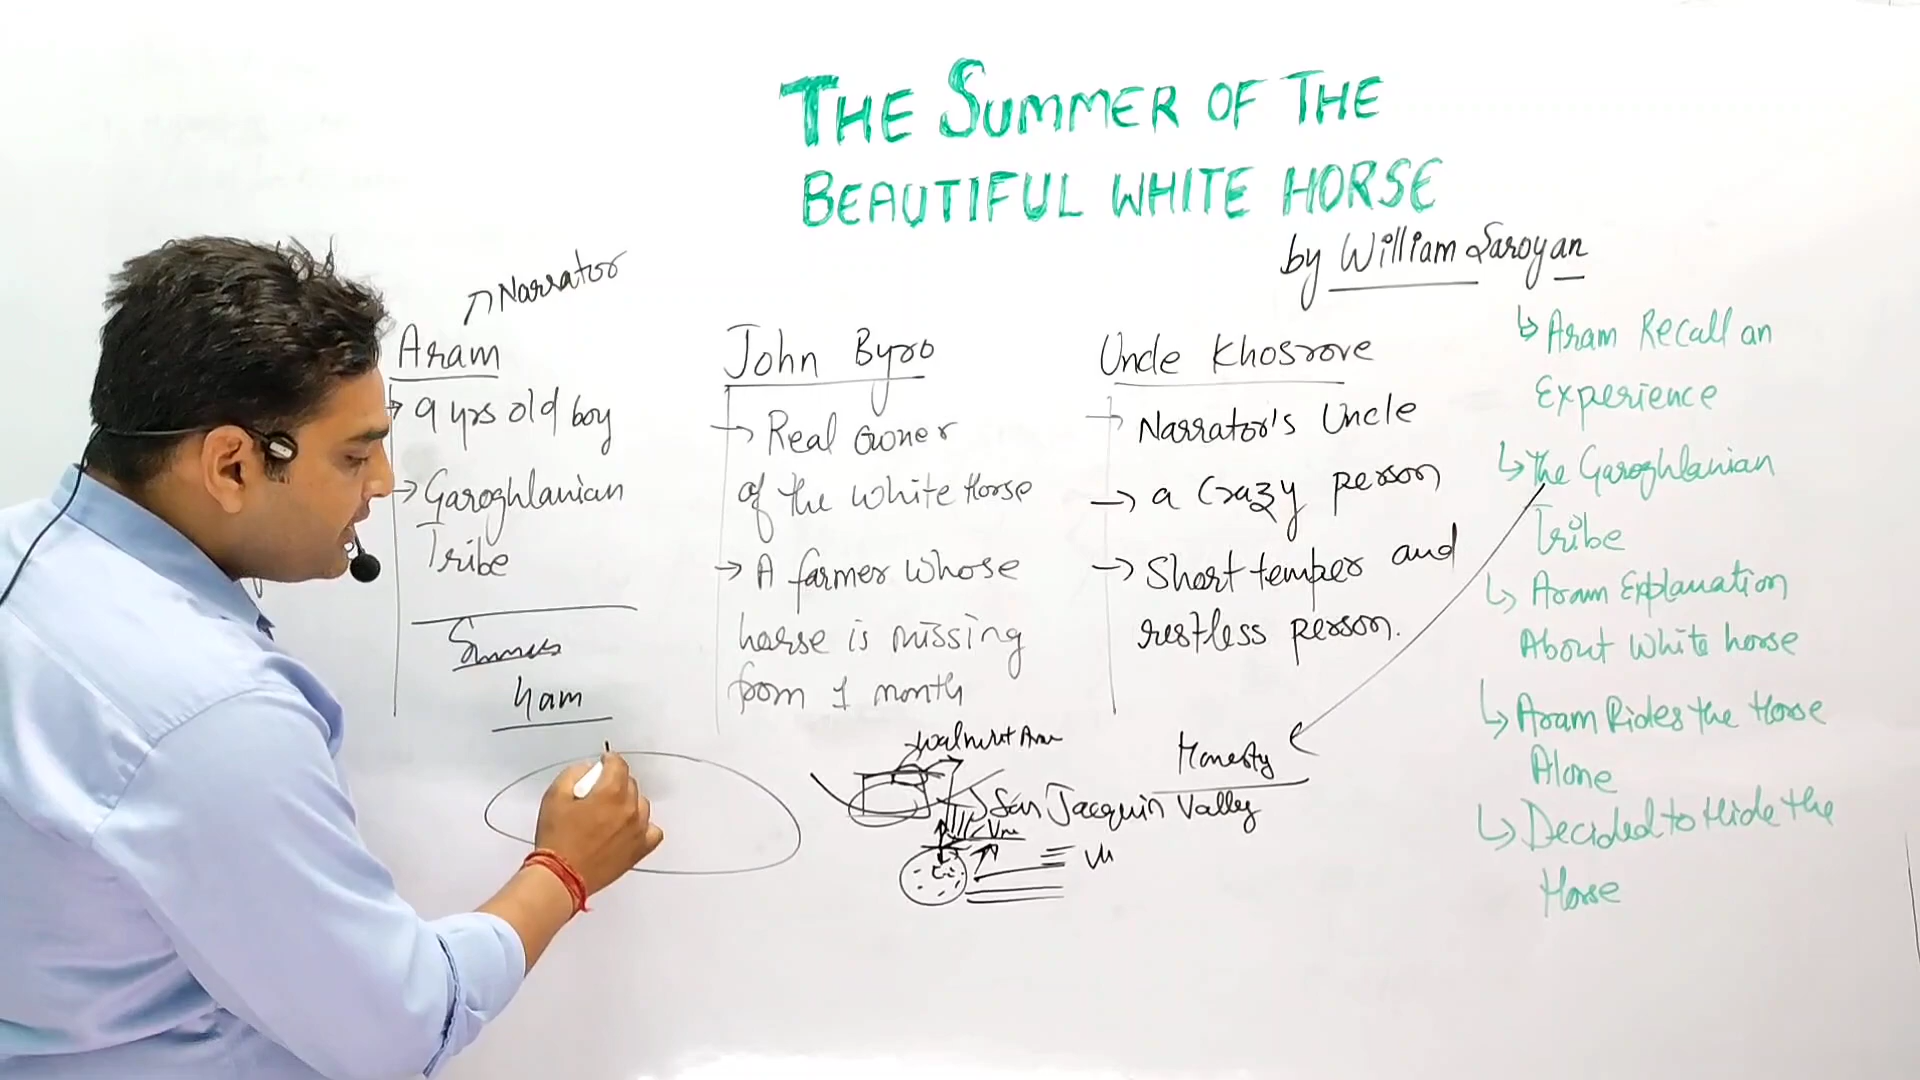 THE SUMMER OF THE
BEAUTIFUL WHITE HORSE
by William Saroyan
Narrator
Aram
9 yrs old boy
Garoghlanian
Tribe
Summer
4am
John Byro
Real Owner
of the White Horse
A farmer whose
horse is missing
from 1 month
Uncle Khosrove
Narrator's Uncle
a Crazy person
Short temper and
restless person.
Walnut
San Jacquin Valley
Honesty
Aram Recall an
Experience
The Garoghlanian
Tribe
Aram Explanation
About White horse
Aram Rides the Horse
Alone
Decided to Hide the
Horse